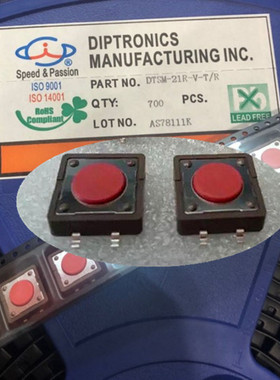 DIPTRONICS
MANUFACTURING INC.
Speed & Passion
ISO 9001
ISO 14001
RoHS
Compliant
PART NO. DTSM-21R-V-T/R
QTY: 700 PCS.
LOT NO. AS78111K
LEAD FREE